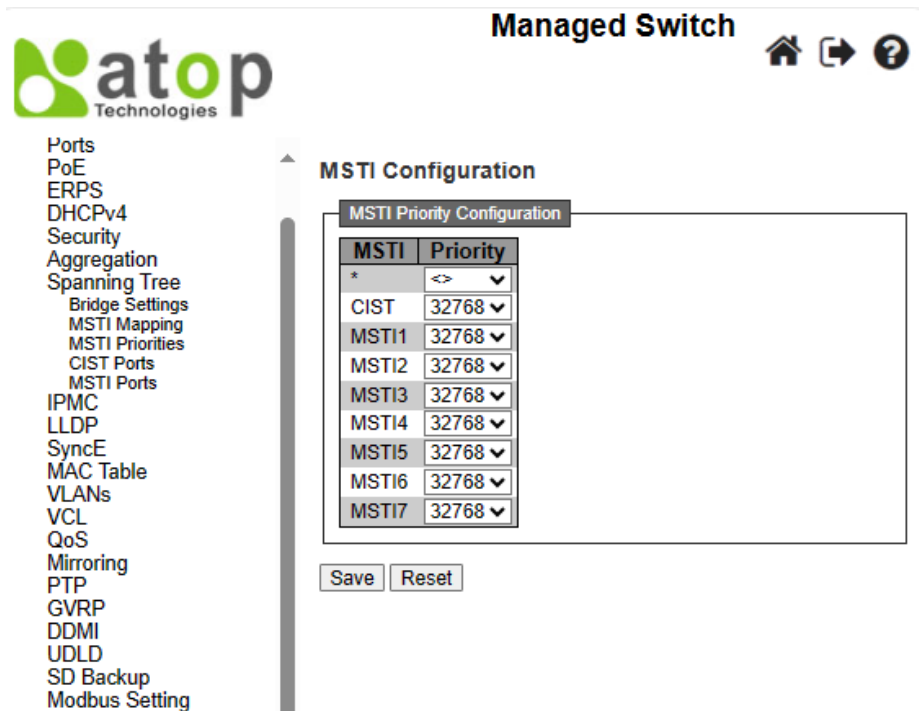 Managed Switch
atop
Technologies
Ports
PoE
ERPS
DHCPv4
Security
Aggregation
Spanning Tree
Bridge Settings
MSTI Mapping
MSTI Priorities
CIST Ports
MSTI Ports
IPMC
LLDP
SyncE
MAC Table
VLANs
VCL
QoS
Mirroring
PTP
GVRP
DDMI
UDLD
SD Backup
Modbus Setting
MSTI Configuration
MSTI Priority Configuration
MSTI Priority
* <>
CIST 32768
MSTI1 32768
MSTI2 32768
MSTI3 32768
MSTI4 32768
MSTI5 32768
MSTI6 32768
MSTI7 32768
Save Reset